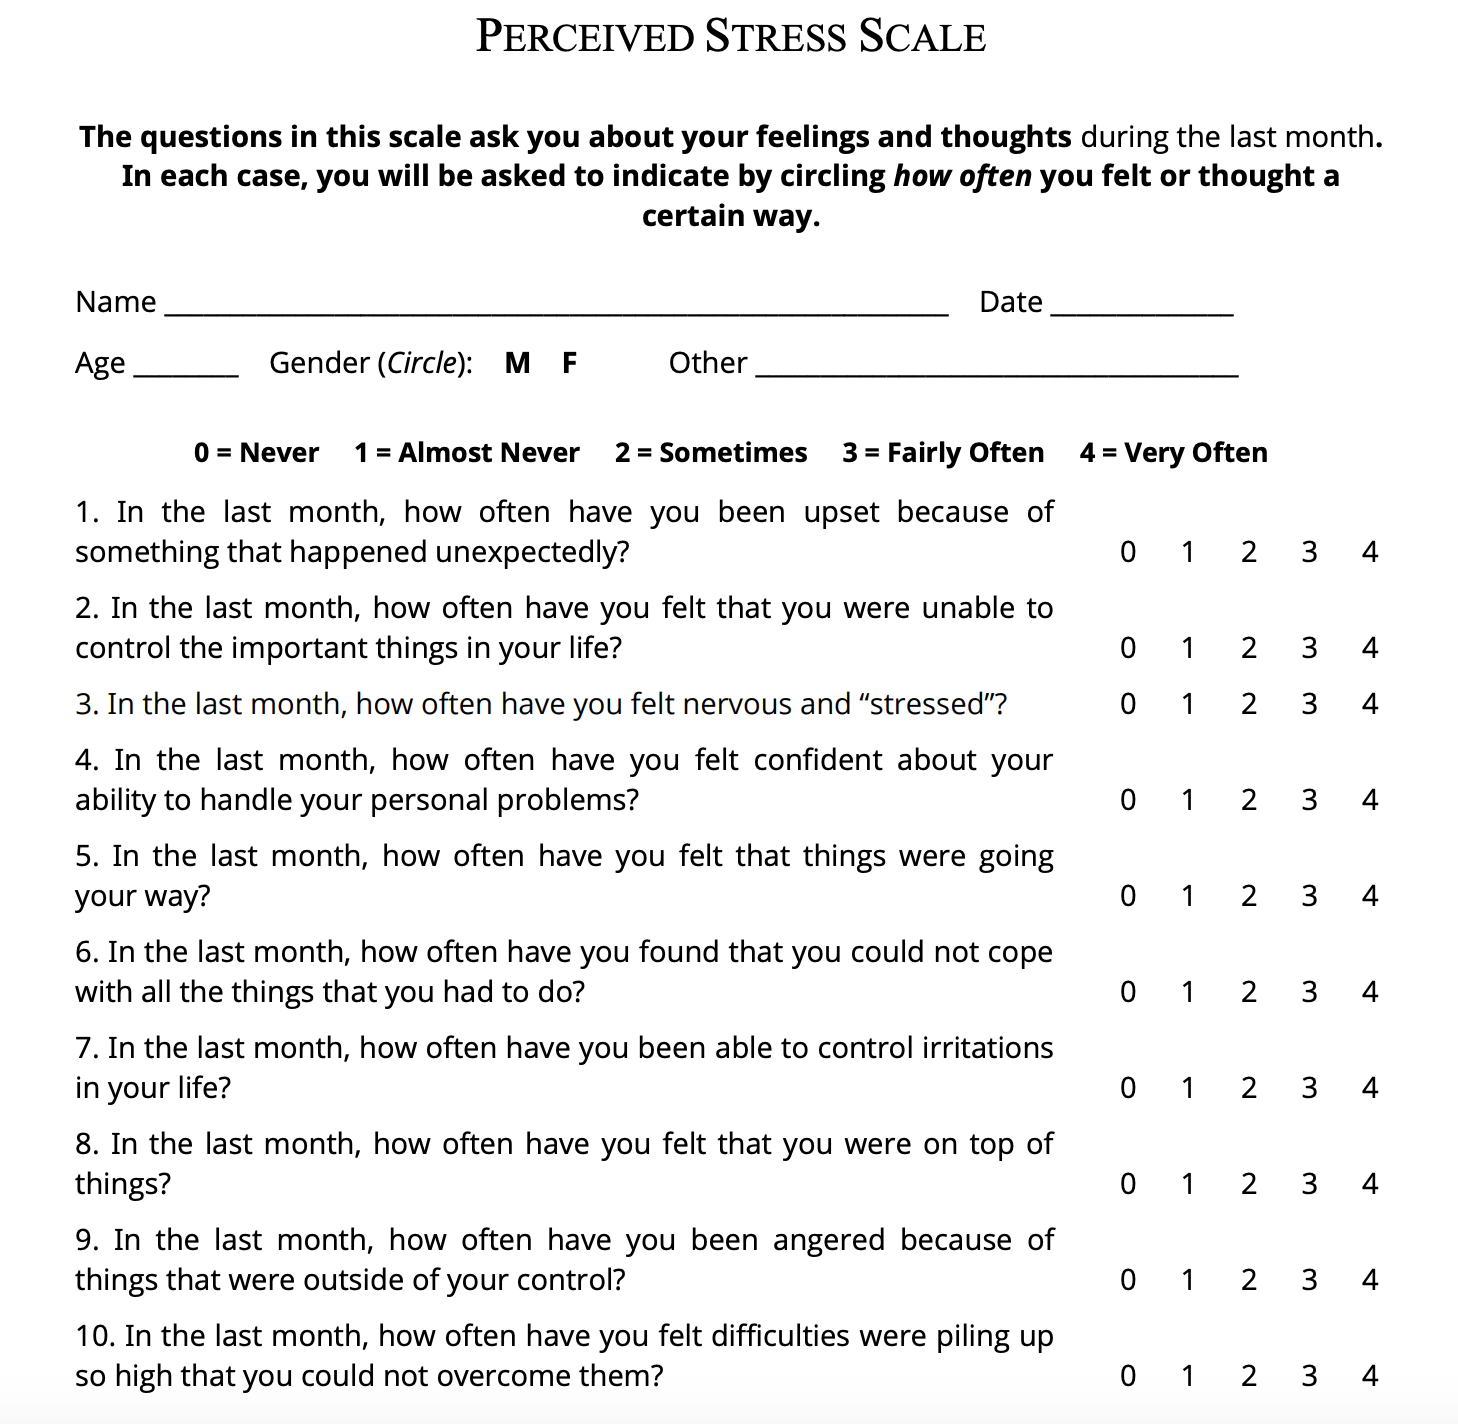 PERCEIVED STRESS SCALE
The questions in this scale ask you about your feelings and thoughts during the last month.
In each case, you will be asked to indicate by circling how often you felt or thought a
certain way.
Name ____________________________________________________ Date ____________
Age _______ Gender (Circle): M F Other ________________________________
0 = Never 1 = Almost Never 2 = Sometimes 3 = Fairly Often 4 = Very Often
1. In the last month, how often have you been upset because of
something that happened unexpectedly? 0 1 2 3 4
2. In the last month, how often have you felt that you were unable to
control the important things in your life? 0 1 2 3 4
3. In the last month, how often have you felt nervous and “stressed”? 0 1 2 3 4
4. In the last month, how often have you felt confident about your
ability to handle your personal problems? 0 1 2 3 4
5. In the last month, how often have you felt that things were going
your way? 0 1 2 3 4
6. In the last month, how often have you found that you could not cope
with all the things that you had to do? 0 1 2 3 4
7. In the last month, how often have you been able to control irritations
in your life? 0 1 2 3 4
8. In the last month, how often have you felt that you were on top of
things? 0 1 2 3 4
9. In the last month, how often have you been angered because of
things that were outside of your control? 0 1 2 3 4
10. In the last month, how often have you felt difficulties were piling up
so high that you could not overcome them? 0 1 2 3 4